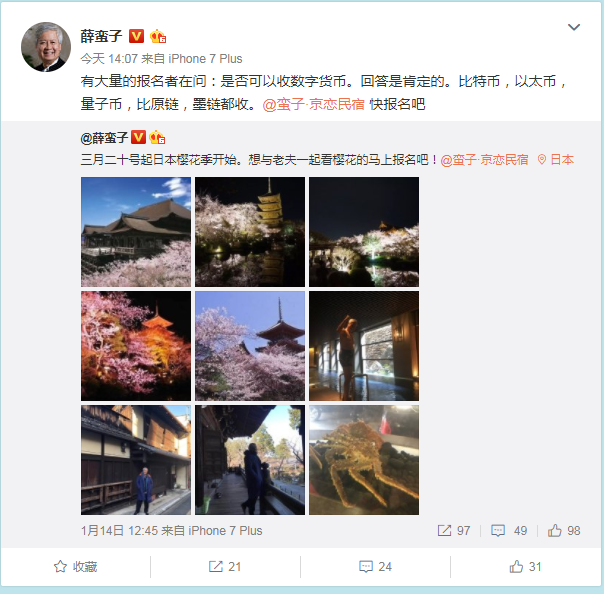 薛蛮子
今天 14:07 来自 iPhone 7 Plus
有大量的报名者在问：是否可以收数字货币。回答是肯定的。比特币，以太币，
量子币，比原链，墨链都收。@蛮子·京恋民宿 快报名吧
@薛蛮子
三月二十号起日本樱花季开始。想与老夫一起看樱花的马上报名吧！@蛮子·京恋民宿 日本
1月14日 12:45 来自 iPhone 7 Plus 97 49 98
收藏 21 24 31